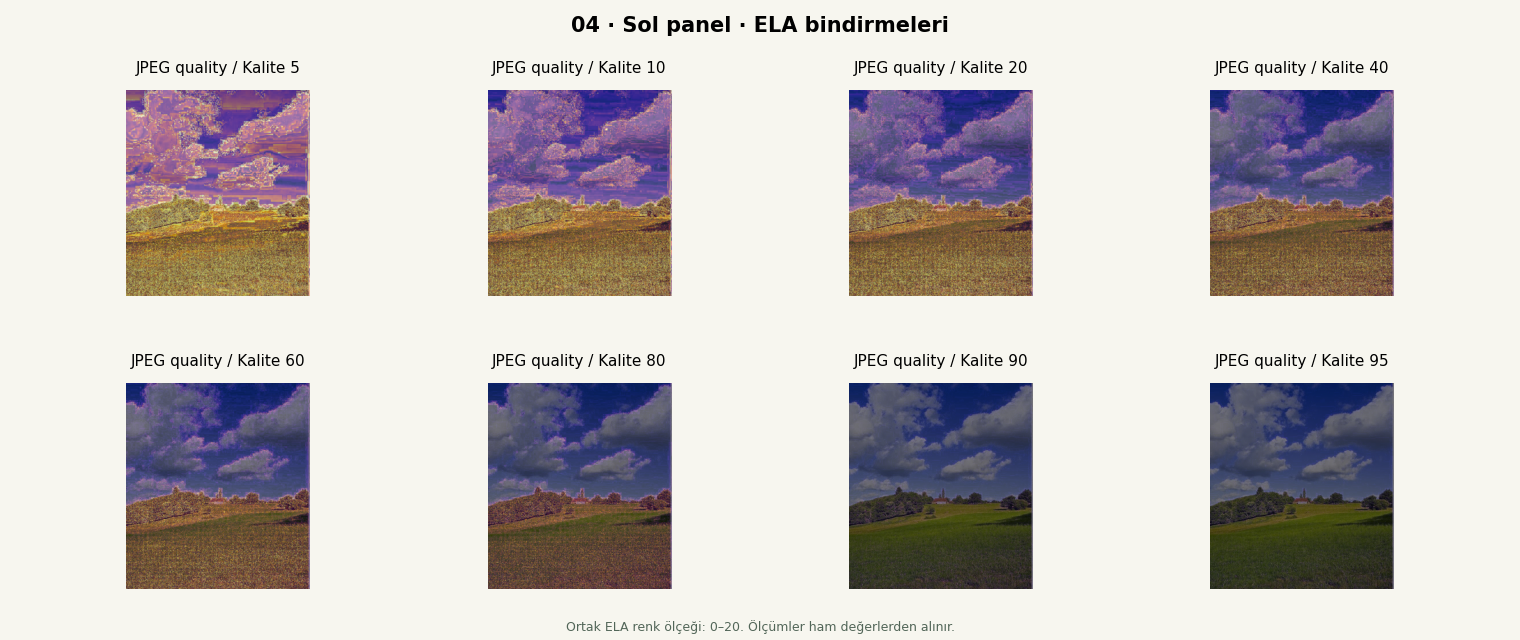 04 · Sol panel · ELA bindirmeleri
JPEG quality / Kalite 5
JPEG quality / Kalite 10
JPEG quality / Kalite 20
JPEG quality / Kalite 40
JPEG quality / Kalite 60
JPEG quality / Kalite 80
JPEG quality / Kalite 90
JPEG quality / Kalite 95
Ortak ELA renk ölçeği: 0–20. Ölçümler ham değerlerden alınır.